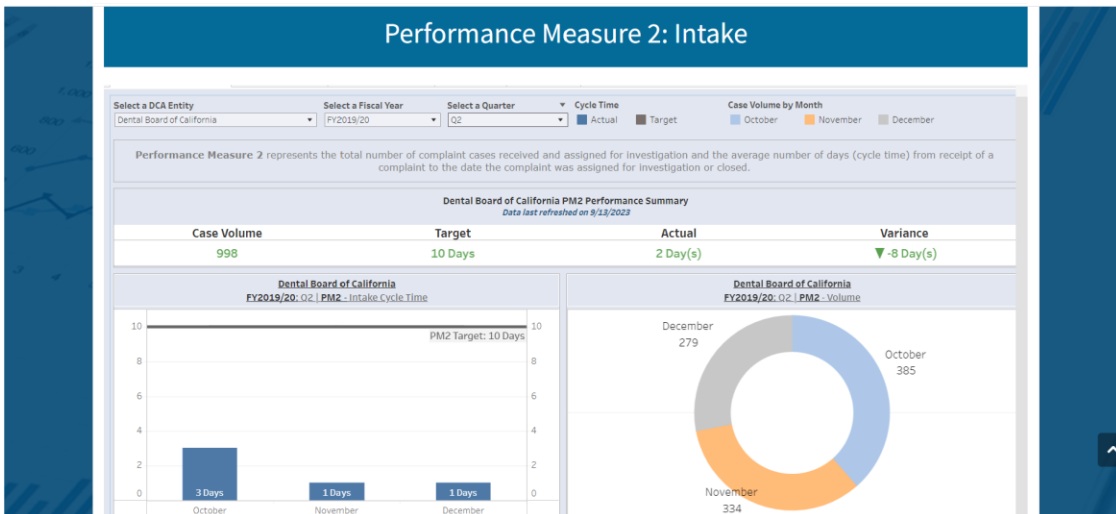 Performance Measure 2: Intake
Select a DCA Entity
Dental Board of California
Select a Fiscal Year
FY2019/20
Select a Quarter
Q2
Cycle Time
Actual
Target
Case Volume by Month
October
November
December
Performance Measure 2 represents the total number of complaint cases received and assigned for investigation and the average number of days (cycle time) from receipt of a
complaint to the date the complaint was assigned for investigation or closed.
Dental Board of California PM2 Performance Summary
Data last refreshed on 9/13/2023
Case Volume
Target
Actual
Variance
998
10 Days
2 Day(s)
▼ -8 Day(s)
Dental Board of California
FY2019/20: Q2 | PM2 - Intake Cycle Time
10
8
6
4
2
0
PM2 Target: 10 Days
3 Days
1 Days
1 Days
10
8
6
4
2
0
October
November
December
Dental Board of California
FY2019/20: Q2 | PM2 - Volume
December
279
October
385
November
334
1,000
800
600
3
4